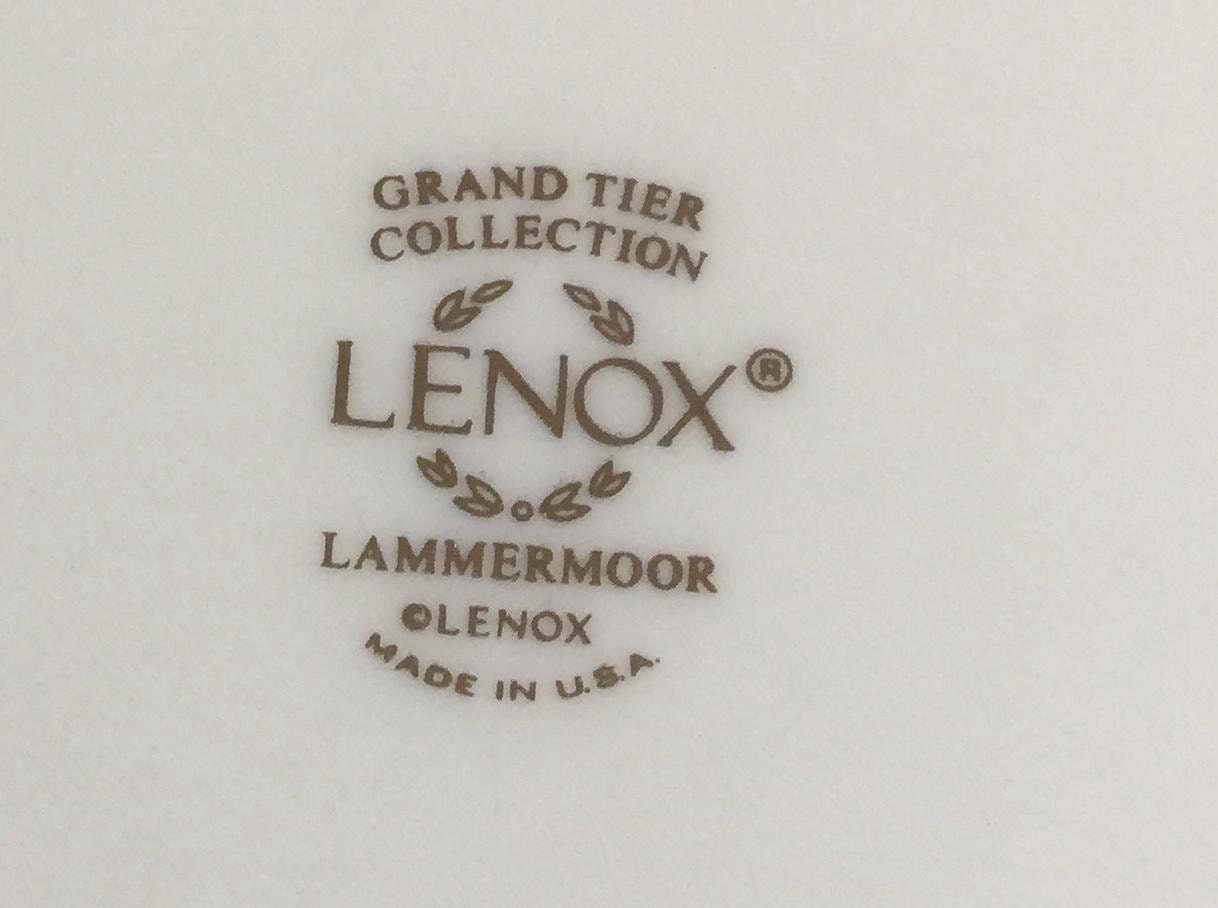 GRAND TIER
COLLECTION
LENOX®
LAMMERMOOR
©LENOX
MADE IN U.S.A.